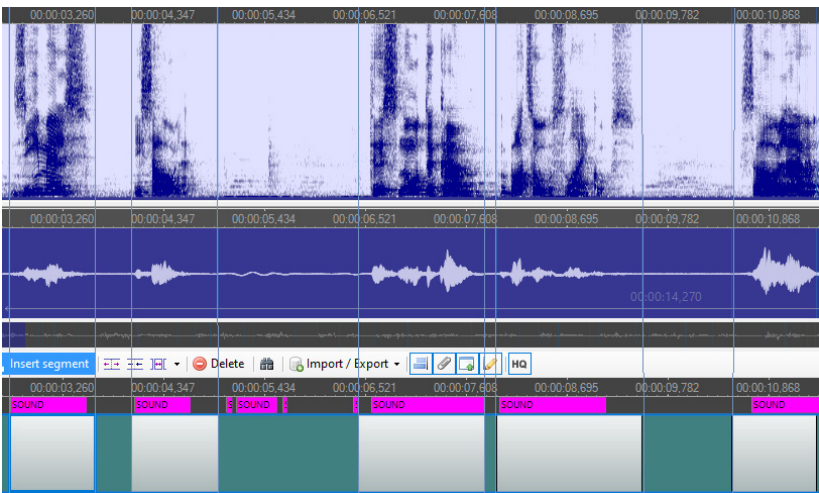 00:00:03,260 00:00:04,347 00:00:05,434 00:00:06,521 00:00:07,608 00:00:08,695 00:00:09,782 00:00:10,868
00:00:03,260 00:00:04,347 00:00:05,434 00:00:06,521 00:00:07,608 00:00:08,695 00:00:09,782 00:00:10,868
00:00:14,270
Insert segment Delete Import / Export HQ
00:00:03,260 00:00:04,347 00:00:05,434 00:00:06,521 00:00:07,608 00:00:08,695 00:00:09,782 00:00:10,868
SOUND SOUND S SOUND SOUND SOUND SOUND